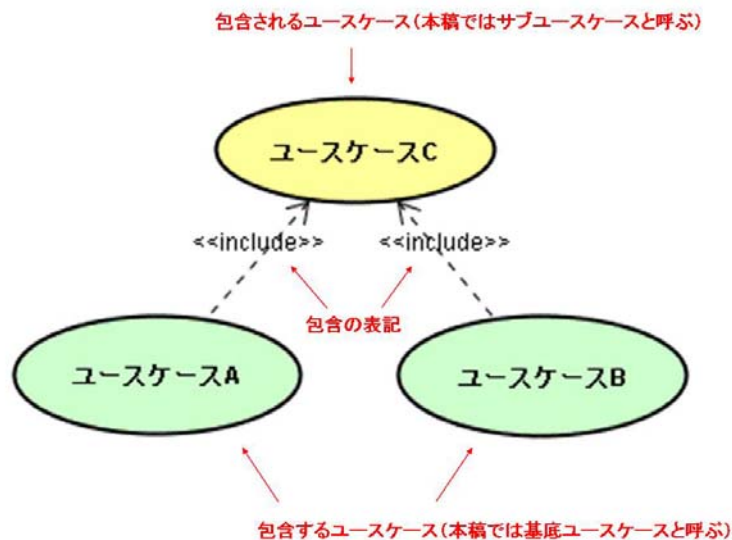 包含されるユースケース（本稿ではサブユースケースと呼ぶ）
ユースケースC
<<include>> <<include>>
包含の表記
ユースケースA ユースケースB
包含するユースケース（本稿では基底ユースケースと呼ぶ）